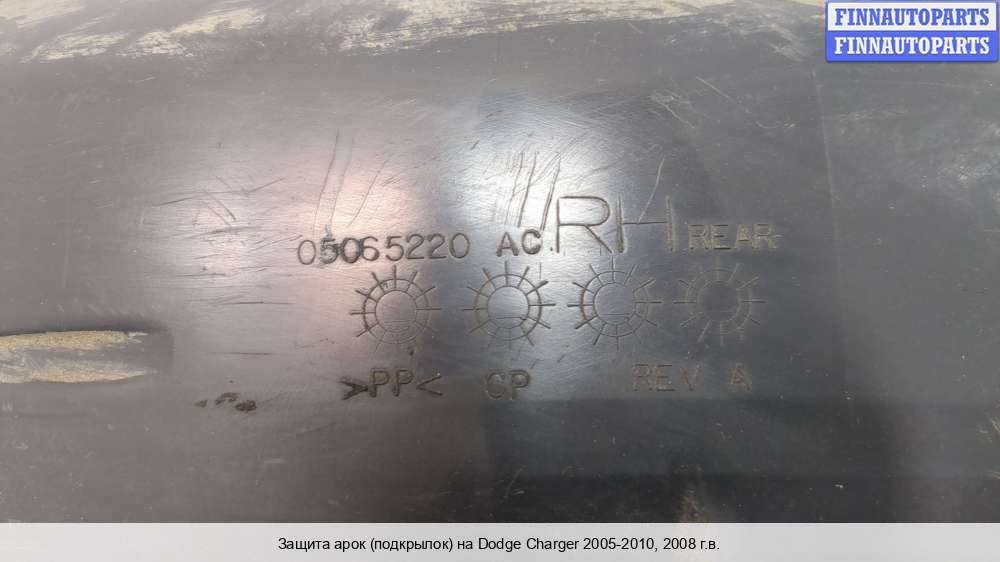 FINNAUTOPARTS
FINNAUTOPARTS
05065220 AC RH REAR
>PP< CP REV A
Защита арок (подкрылок) на Dodge Charger 2005-2010, 2008 г.в.